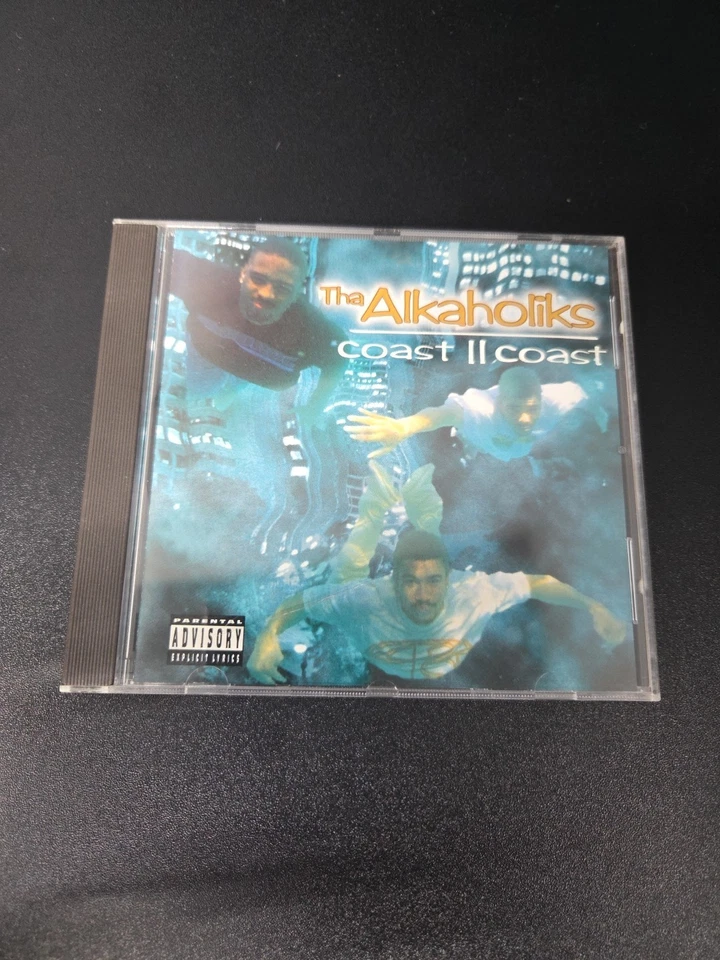 Tha Alkaholiks
coast II coast
PARENTAL
ADVISORY
EXPLICIT LYRICS